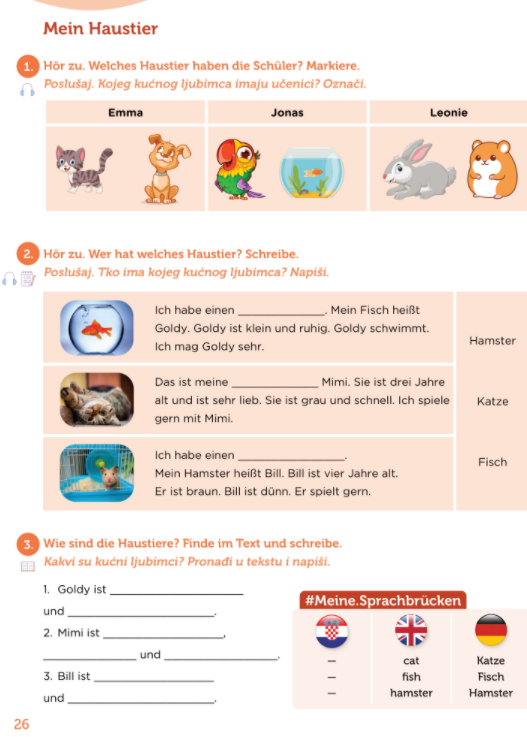 Mein Haustier
1. Hör zu. Welches Haustier haben die Schüler? Markiere.
Poslušaj. Kojeg kućnog ljubimca imaju učenici? Označi.
Emma Jonas Leonie
2. Hör zu. Wer hat welches Haustier? Schreibe.
Poslušaj. Tko ima kojeg kućnog ljubimca? Napiši.
Ich habe einen ______________. Mein Fisch heißt
Goldy. Goldy ist klein und ruhig. Goldy schwimmt.
Ich mag Goldy sehr.
Das ist meine ______________ Mimi. Sie ist drei Jahre
alt und ist sehr lieb. Sie ist grau und schnell. Ich spiele
gern mit Mimi.
Ich habe einen __________________.
Mein Hamster heißt Bill. Bill ist vier Jahre alt.
Er ist braun. Bill ist dünn. Er spielt gern.
Hamster
Katze
Fisch
3. Wie sind die Haustiere? Finde im Text und schreibe.
Kakvi su kućni ljubimci? Pronađi u tekstu i napiši.
1. Goldy ist ______________________
und ________________________.
2. Mimi ist ____________________,
_______________ und ___________________.
3. Bill ist ____________________
und ________________________.
#Meine.Sprachbrücken
– cat Katze
– fish Fisch
– hamster Hamster
26